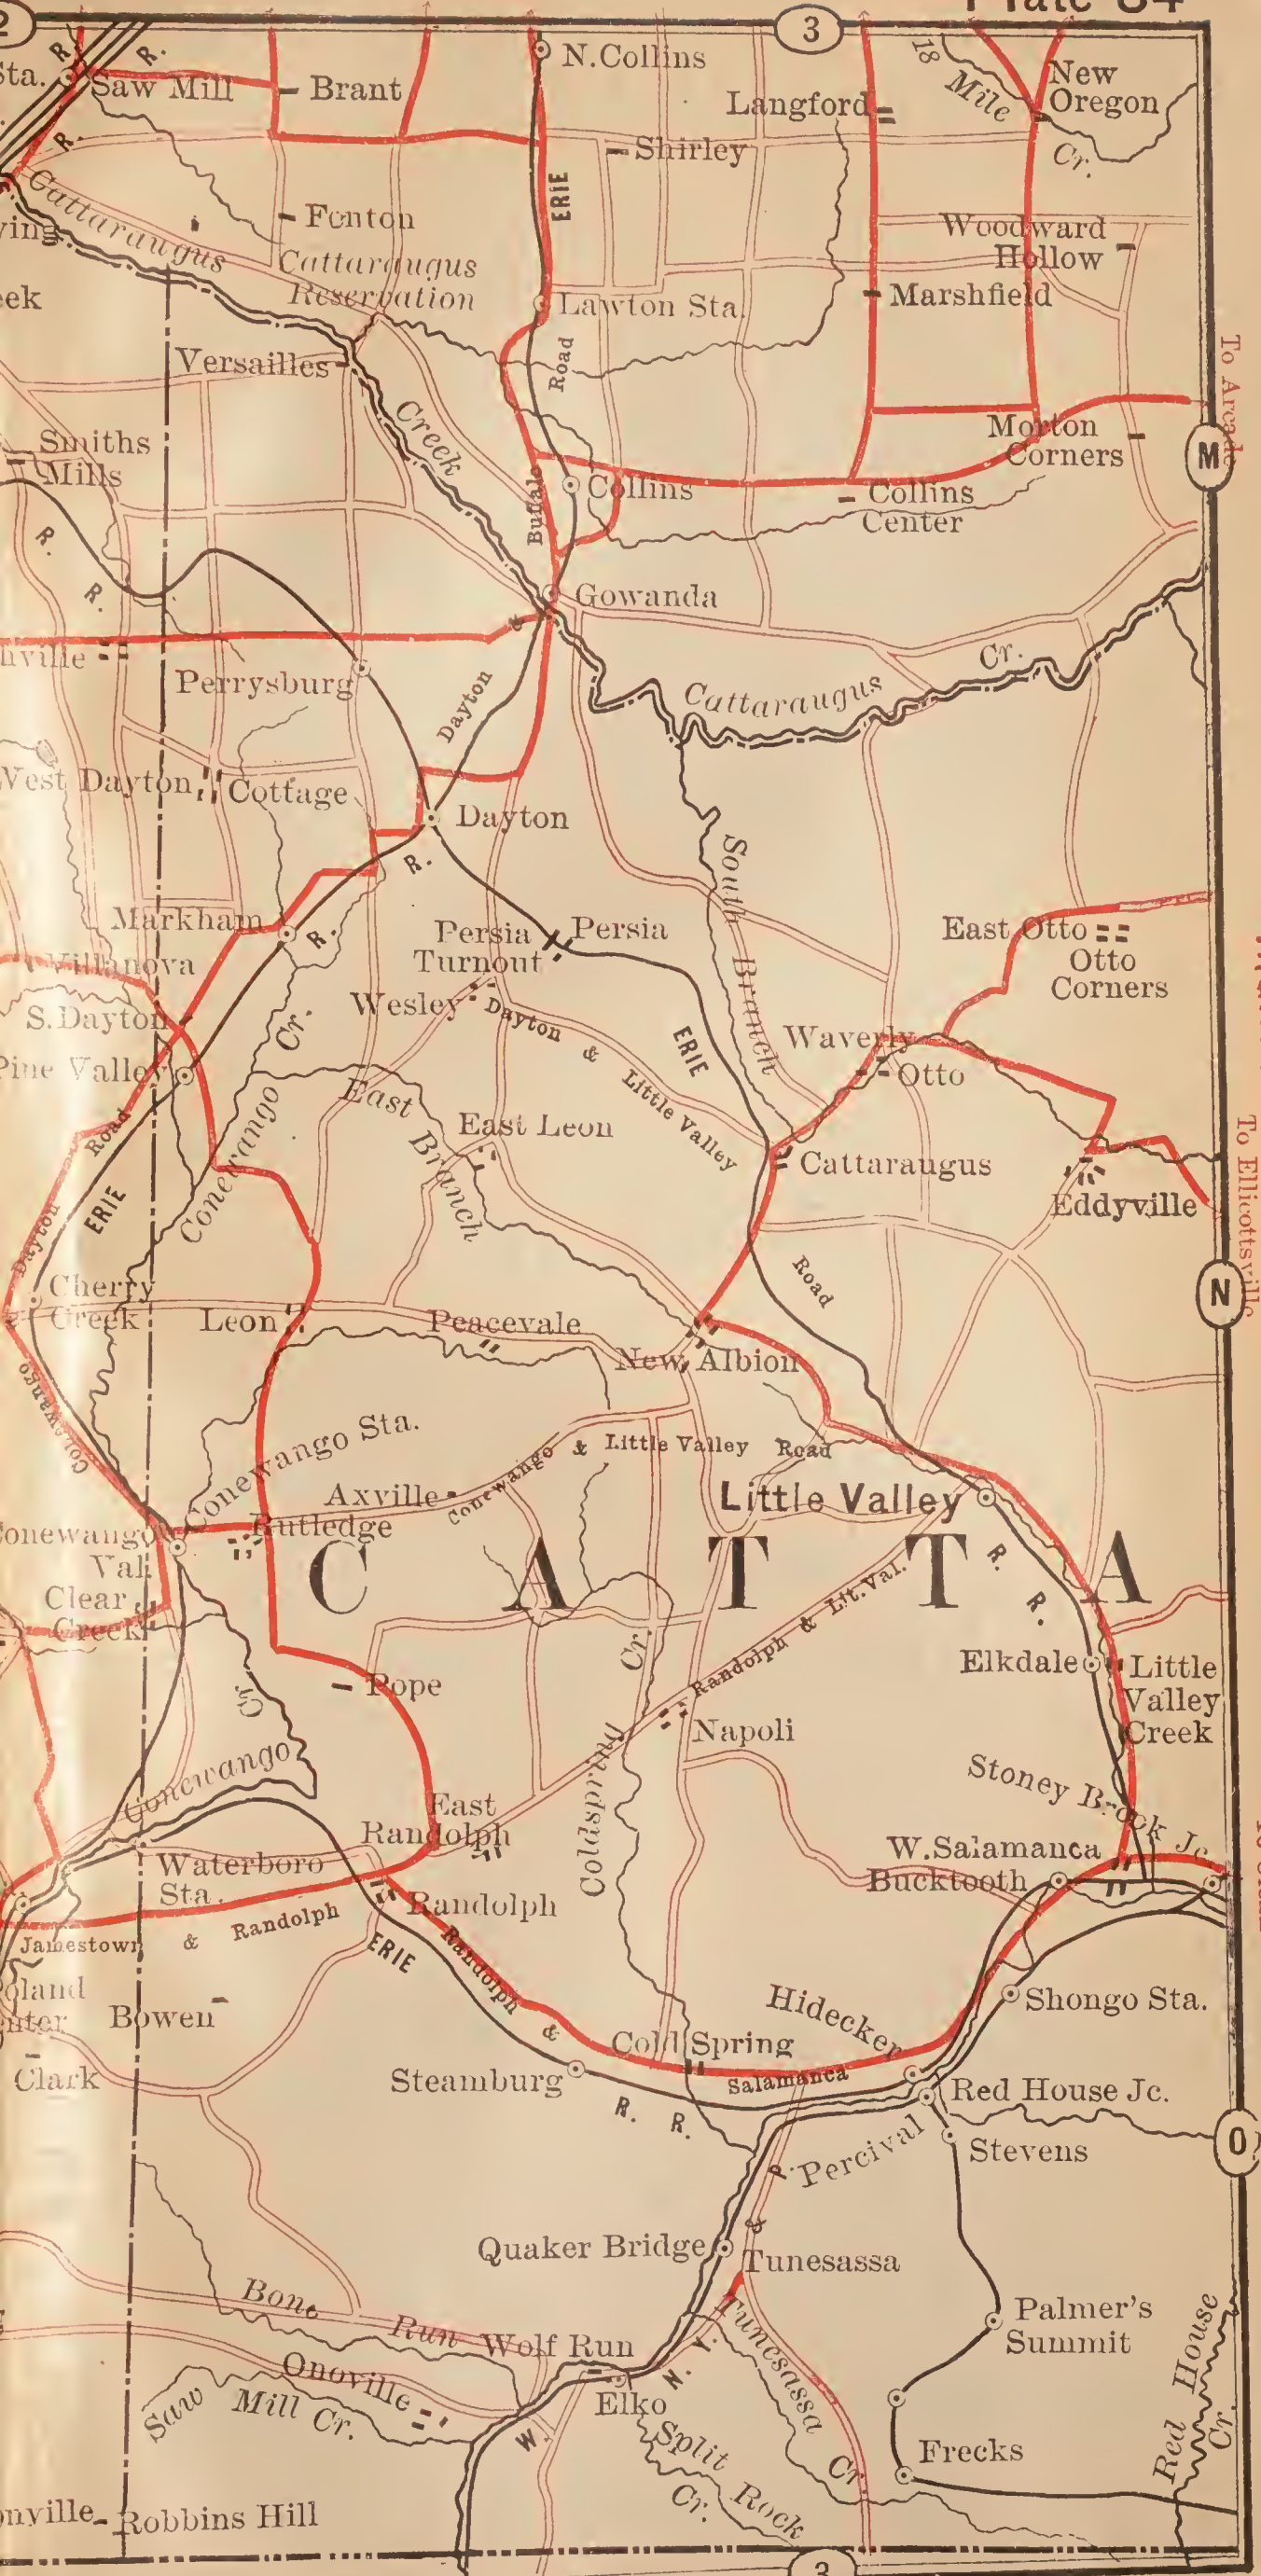 3
R.
R.
Sta.
Saw Mill
Brant
N.Collins
Langford
18
Mile
Cr.
New
Oregon
R.
Shirley
ERIE
Cattaraugus
Fenton
Cattaraugus
Reservation
Woodward
Hollow
Lawton Sta.
Marshfield
Road
Versailles
To Arcade
Creek
Smiths
Mills
Morton
Corners
M
Buffalo
Collins
Collins
Center
R.
R.
Gowanda
&
Perrysburg
Dayton
Cattaraugus
Cr.
West Dayton
Cottage
Dayton
R.
South
Branch
Markham
R.
Persia
Turnout
Persia
East Otto
Otto
Corners
Villanova
Wesley
S. Dayton
Cr.
Dayton
&
Little Valley
ERIE
Waverly
Otto
Pine Valley
Road
Conewango
East
Branch
East Leon
Cattaraugus
Eddyville
To Ellicottsville
ERIE
Dayton
&
Cherry
Creek
Leon
Peacevale
Road
N
New Albion
Conewango
Conewango Sta.
Axville
Conewango
&
Little Valley
Road
Little Valley
Conewango
Val.
Rutledge
Clear
Creek
C A T T A
R.
R.
Randolph & Lit.Val.
Cr.
Pope
Elkdale
Little
Valley
Creek
Cr.
Conewango
Napoli
Coldspring
Stoney Brook Jc.
East
Randolph
Waterboro
Sta.
W.Salamanca
Bucktooth
Randolph
Jamestown
&
Randolph
ERIE
Randolph
&
Salamanca
Bowen
Hidecker
Shongo Sta.
Clark
Cold Spring
Steamburg
R. R.
Red House Jc.
Percival
Stevens
O
P.
&
Quaker Bridge
Tunesassa
Bone
Run
Wolf Run
Palmer's
Summit
Onoville
Saw
Mill Cr.
Elko
N. Y.
W.
Tunesassa
Cr.
Split
Rock
Cr.
Frecks
Red House
Cr.
Robbins Hill
3